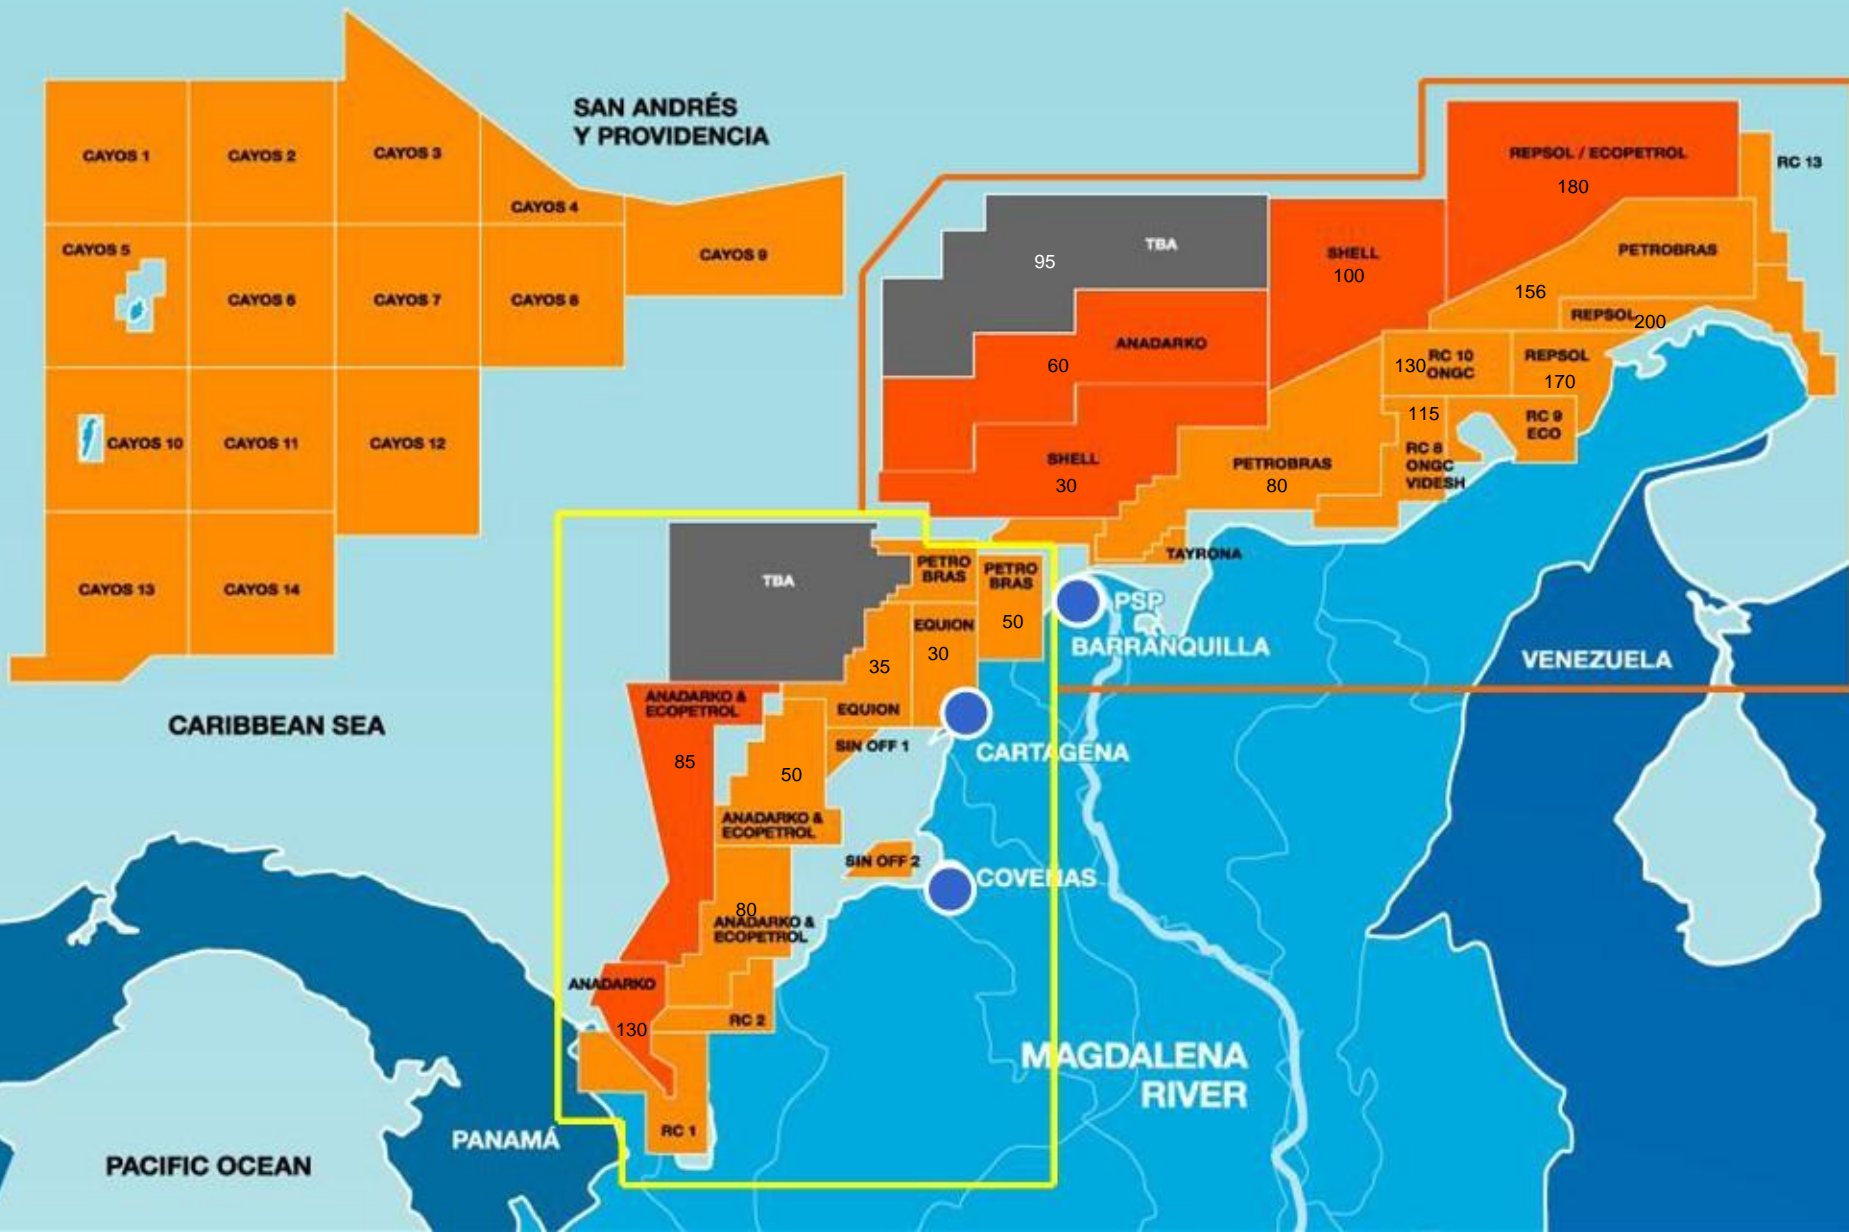 SAN ANDRÉS
Y PROVIDENCIA
CAYOS 1
CAYOS 2
CAYOS 3
CAYOS 4
CAYOS 5
CAYOS 6
CAYOS 7
CAYOS 8
CAYOS 9
CAYOS 10
CAYOS 11
CAYOS 12
CAYOS 13
CAYOS 14
REPSOL / ECOPETROL
180
RC 13
TBA
95
SHELL
100
PETROBRAS
156
REPSOL
200
ANADARKO
60
130
RC 10
ONGC
REPSOL
170
115
RC 8
ONGC
VIDESH
RC 9
ECO
SHELL
30
PETROBRAS
80
TAYRONA
TBA
PETRO
BRAS
PETRO
BRAS
50
EQUION
30
35
EQUION
PSP
BARRANQUILLA
VENEZUELA
ANADARKO &
ECOPETROL
85
SIN OFF 1
CARTAGENA
50
ANADARKO &
ECOPETROL
SIN OFF 2
COVEÑAS
80
ANADARKO &
ECOPETROL
ANADARKO
130
RC 2
RC 1
CARIBBEAN SEA
MAGDALENA
RIVER
PANAMÁ
PACIFIC OCEAN